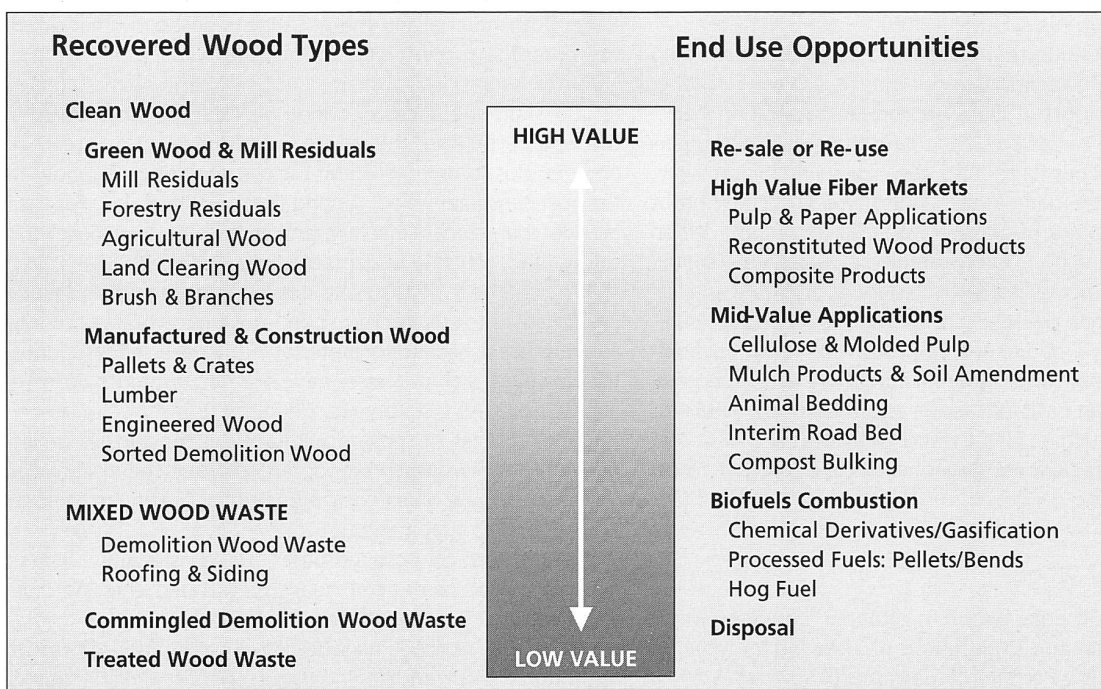 Recovered Wood Types
Clean Wood
Green Wood & Mill Residuals
Mill Residuals
Forestry Residuals
Agricultural Wood
Land Clearing Wood
Brush & Branches
Manufactured & Construction Wood
Pallets & Crates
Lumber
Engineered Wood
Sorted Demolition Wood
MIXED WOOD WASTE
Demolition Wood Waste
Roofing & Siding
Commingled Demolition Wood Waste
Treated Wood Waste
HIGH VALUE
LOW VALUE
End Use Opportunities
Re-sale or Re-use
High Value Fiber Markets
Pulp & Paper Applications
Reconstituted Wood Products
Composite Products
Mid-Value Applications
Cellulose & Molded Pulp
Mulch Products & Soil Amendment
Animal Bedding
Interim Road Bed
Compost Bulking
Biofuels Combustion
Chemical Derivatives/Gasification
Processed Fuels: Pellets/Bends
Hog Fuel
Disposal